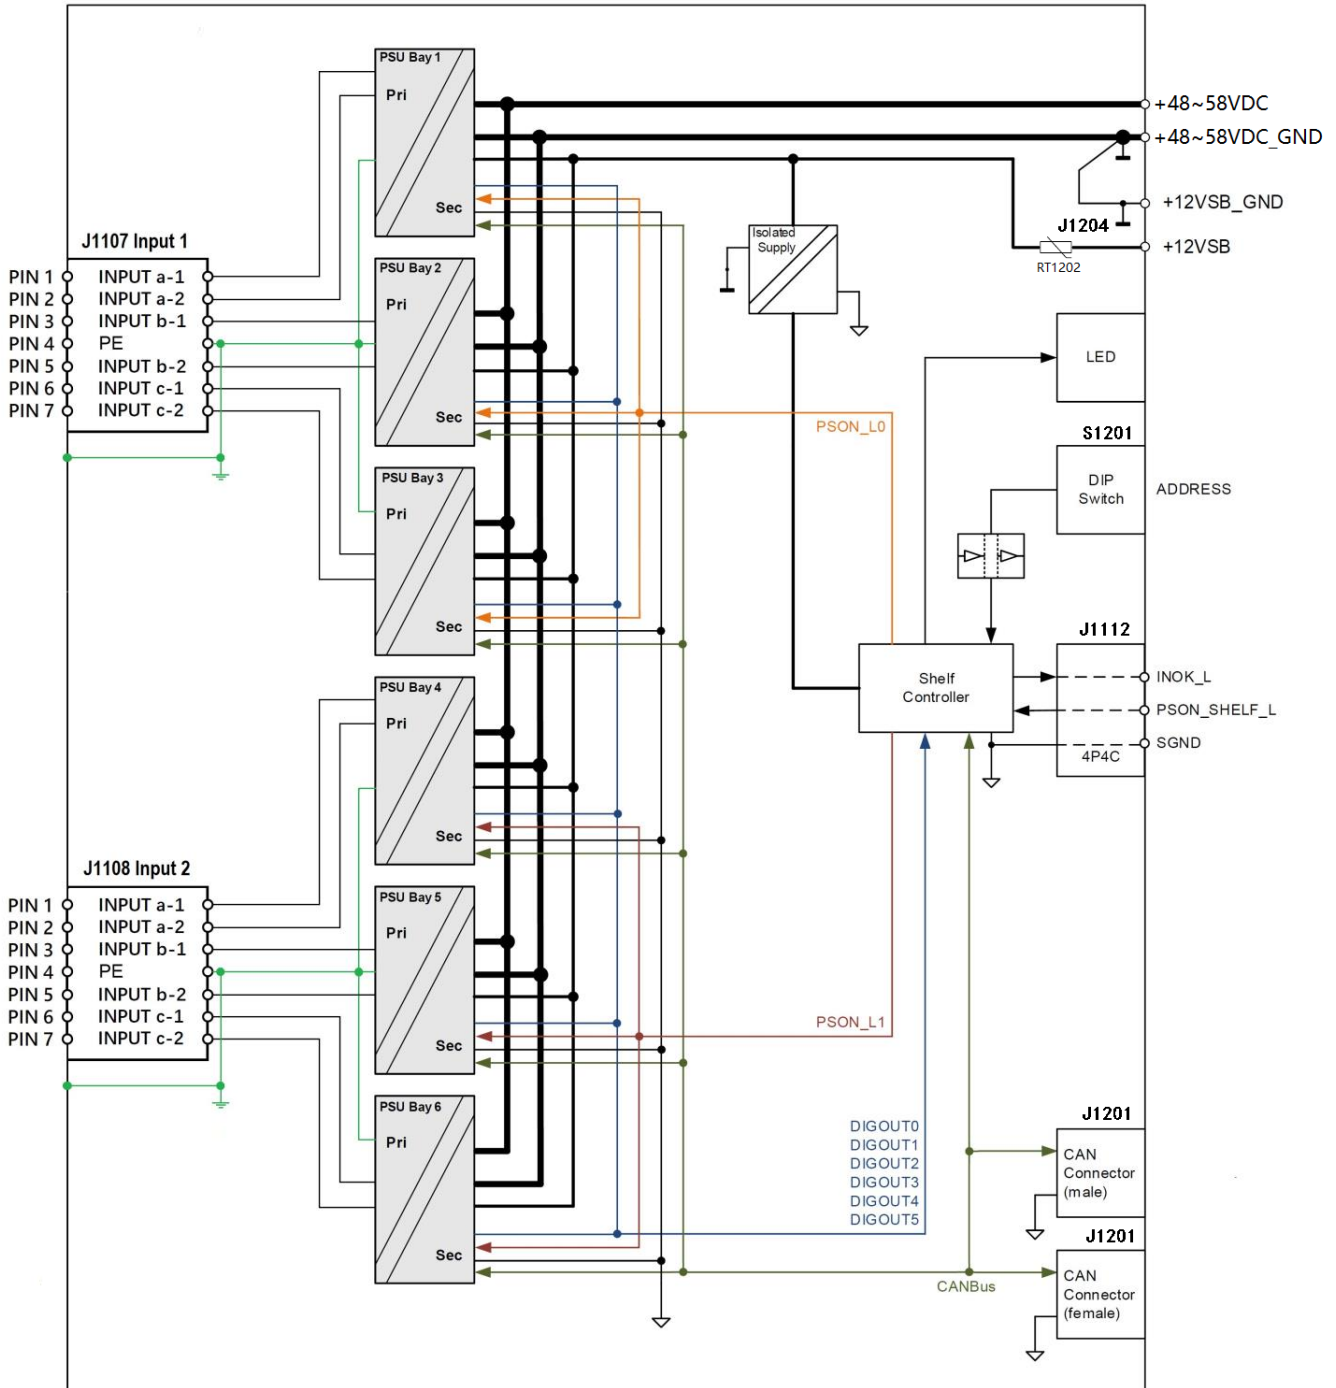 PSU Bay 1
Pri
Sec
+48~58VDC
+48~58VDC_GND
+12VSB_GND
J1204
+12VSB
RT1202
Isolated
Supply
J1107 Input 1
PIN 1 INPUT a-1
PIN 2 INPUT a-2
PIN 3 INPUT b-1
PIN 4 PE
PIN 5 INPUT b-2
PIN 6 INPUT c-1
PIN 7 INPUT c-2
PSU Bay 2
Pri
Sec
LED
PSON_L0
S1201
DIP
Switch
ADDRESS
PSU Bay 3
Pri
Sec
J1112
Shelf
Controller
INOK_L
PSON_SHELF_L
SGND
4P4C
PSU Bay 4
Pri
Sec
J1108 Input 2
PIN 1 INPUT a-1
PIN 2 INPUT a-2
PIN 3 INPUT b-1
PIN 4 PE
PIN 5 INPUT b-2
PIN 6 INPUT c-1
PIN 7 INPUT c-2
PSU Bay 5
Pri
Sec
PSON_L1
PSU Bay 6
Pri
Sec
DIGOUT0
DIGOUT1
DIGOUT2
DIGOUT3
DIGOUT4
DIGOUT5
J1201
CAN
Connector
(male)
J1201
CAN
Connector
(female)
CANBus